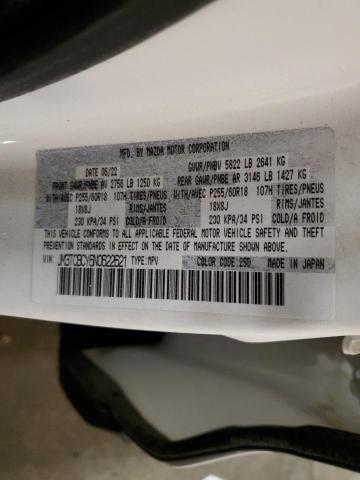 MFD. BY MAZDA MOTOR CORPORATION
DATE 06/22 GVWR/PNBV 5822 LB 2641 KG
FRONT GAWR/PNBE AV 2756 LB 1250 KG REAR GAWR/PNBE AR 3146 LB 1427 KG
WITH/AVEC P255/60R18 107H TIRES/PNEUS WITH/AVEC P255/60R18 107H TIRES/PNEUS
18X8J RIMS/JANTES 18X8J RIMS/JANTES
230 KPA/34 PSI COLD/A FROID 230 KPA/34 PSI COLD/A FROID
THIS VEHICLE CONFORMS TO ALL APPLICABLE FEDERAL MOTOR VEHICLE SAFETY AND THEFT
PREVENTION STANDARDS IN EFFECT ON THE DATE OF MANUFACTURE SHOWN ABOVE.
VIN: JM3TCBCY6N0622621 TYPE:MPV COLOR CODE:25D MADE IN JAPAN